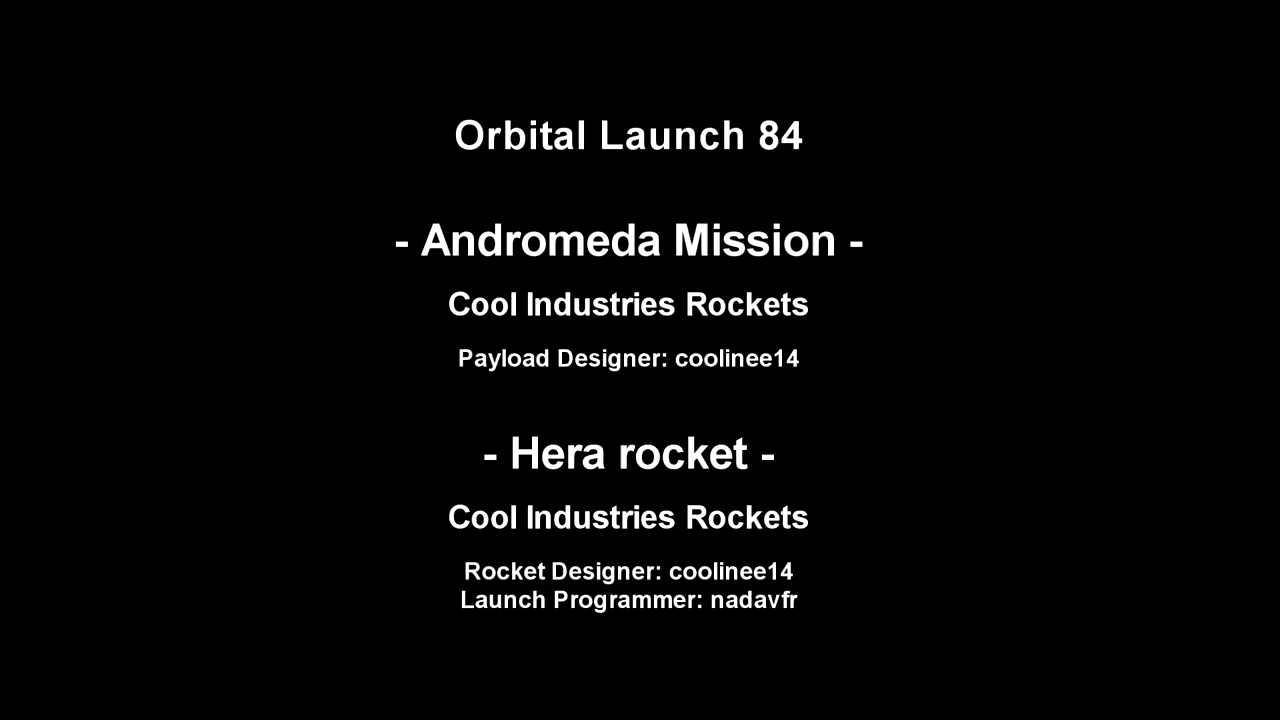 Orbital Launch 84
- Andromeda Mission -
Cool Industries Rockets
Payload Designer: coolinee14
- Hera rocket -
Cool Industries Rockets
Rocket Designer: coolinee14
Launch Programmer: nadavfr